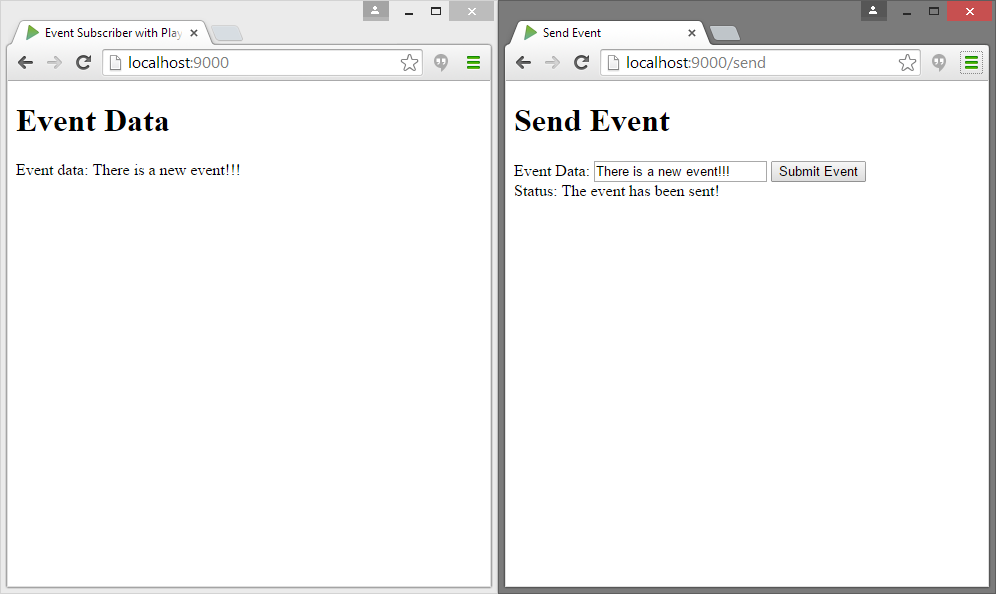 Event Subscriber with Play
localhost:9000
Event Data
Event data: There is a new event!!!
Send Event
localhost:9000/send
Send Event
Event Data: There is a new event!!! Submit Event
Status: The event has been sent!